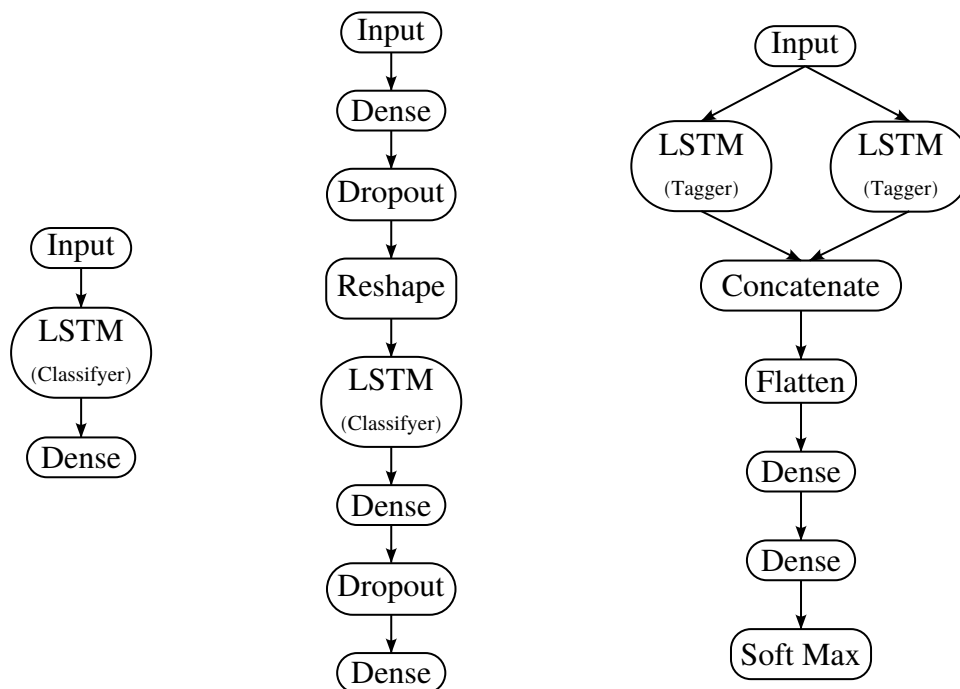 Input
LSTM
(Classifyer)
Dense
Input
Dense
Dropout
Reshape
LSTM
(Classifyer)
Dense
Dropout
Dense
Input
LSTM
(Tagger)
LSTM
(Tagger)
Concatenate
Flatten
Dense
Dense
Soft Max